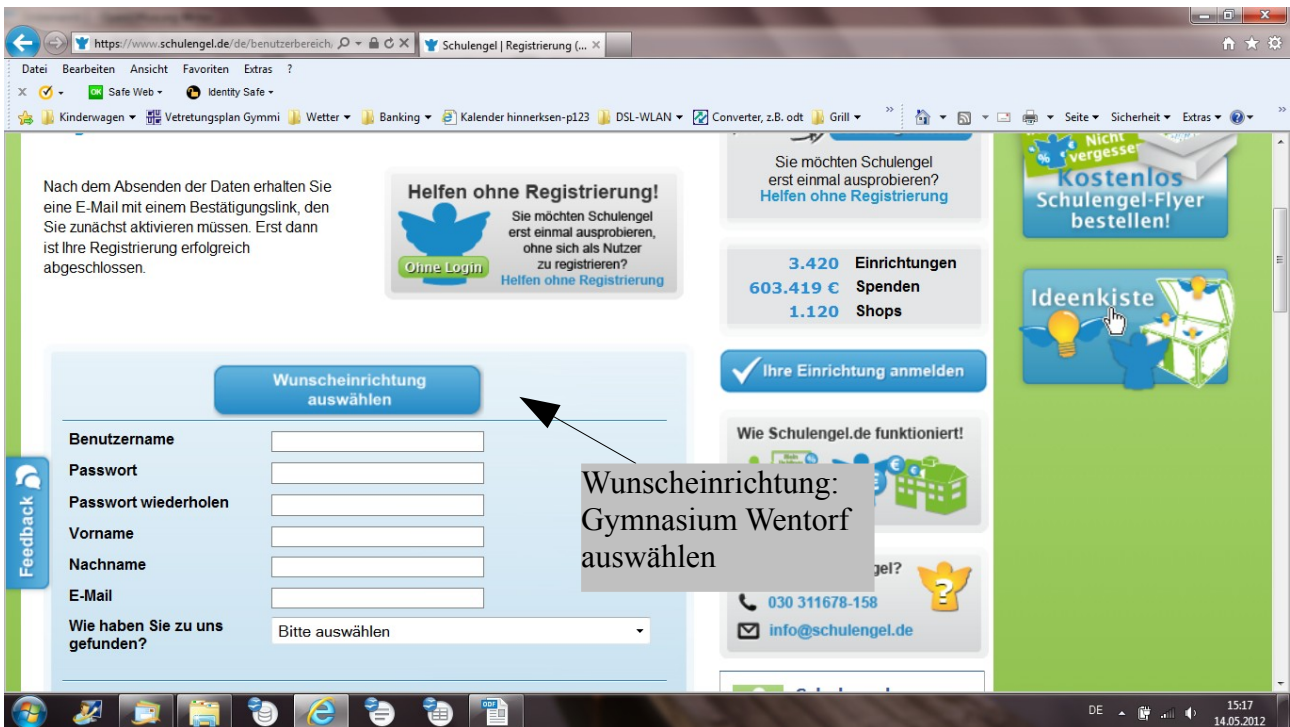 https://www.schulengel.de/de/benutzerbereich,
Schulengel | Registrierung (...
Datei Bearbeiten Ansicht Favoriten Extras ?
X OK Safe Web Identity Safe
Kinderwagen Vetretungsplan Gymmi Wetter Banking Kalender hinnerksen-p123 DSL-WLAN Converter, z.B. odt Grill » Seite Sicherheit Extras »
Nach dem Absenden der Daten erhalten Sie
eine E-Mail mit einem Bestätigungslink, den
Sie zunächst aktivieren müssen. Erst dann
ist Ihre Registrierung erfolgreich
abgeschlossen.
Helfen ohne Registrierung!
Sie möchten Schulengel
erst einmal ausprobieren,
ohne sich als Nutzer
zu registrieren?
Helfen ohne Registrierung
Ohne Login
Sie möchten Schulengel
erst einmal ausprobieren?
Helfen ohne Registrierung
3.420 Einrichtungen
603.419 € Spenden
1.120 Shops
Ihre Einrichtung anmelden
Wie Schulengel.de funktioniert!
gel?
030 311678-158
info@schulengel.de
Nicht
vergessen
%
Kostenlos
Schulengel-Flyer
bestellen!
Ideenkiste
Wunscheinrichtung
auswählen
Benutzername
Passwort
Passwort wiederholen
Vorname
Nachname
E-Mail
Wie haben Sie zu uns
gefunden?
Bitte auswählen
Feedback
Wunscheinrichtung:
Gymnasium Wentorf
auswählen
ODF
DE
15:17
14.05.2012